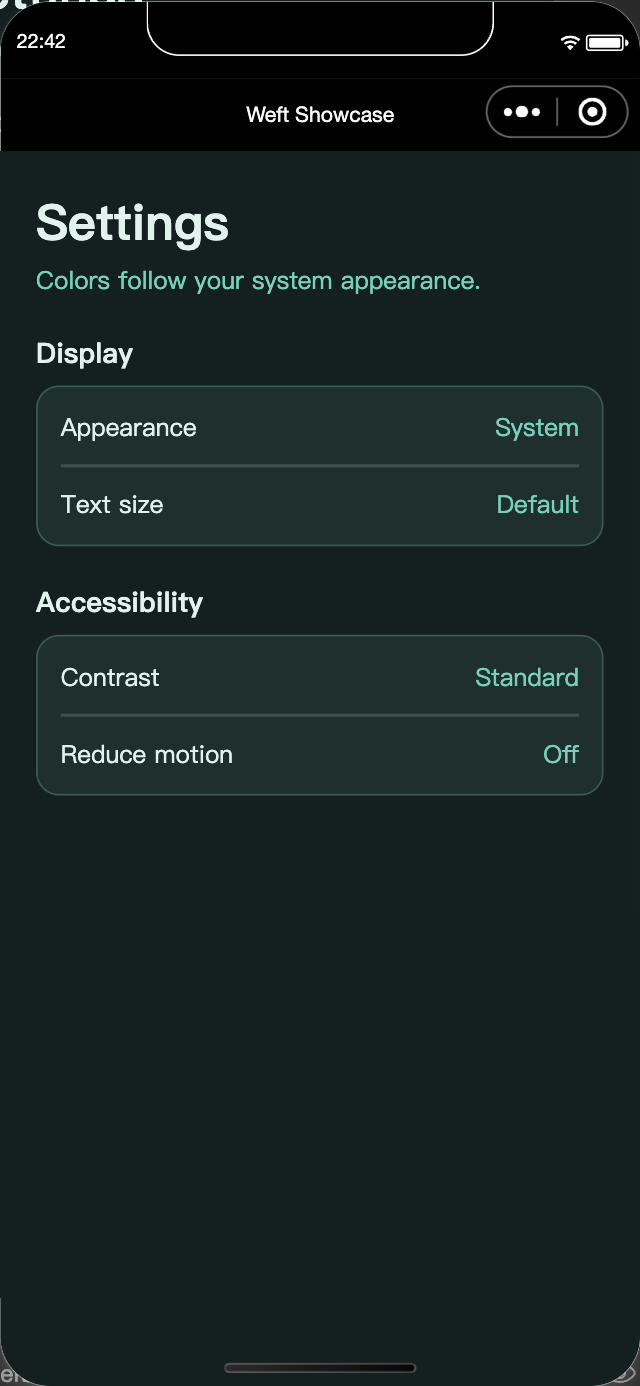 22:42
Weft Showcase
Settings
Colors follow your system appearance.
Display
Appearance System
Text size Default
Accessibility
Contrast Standard
Reduce motion Off